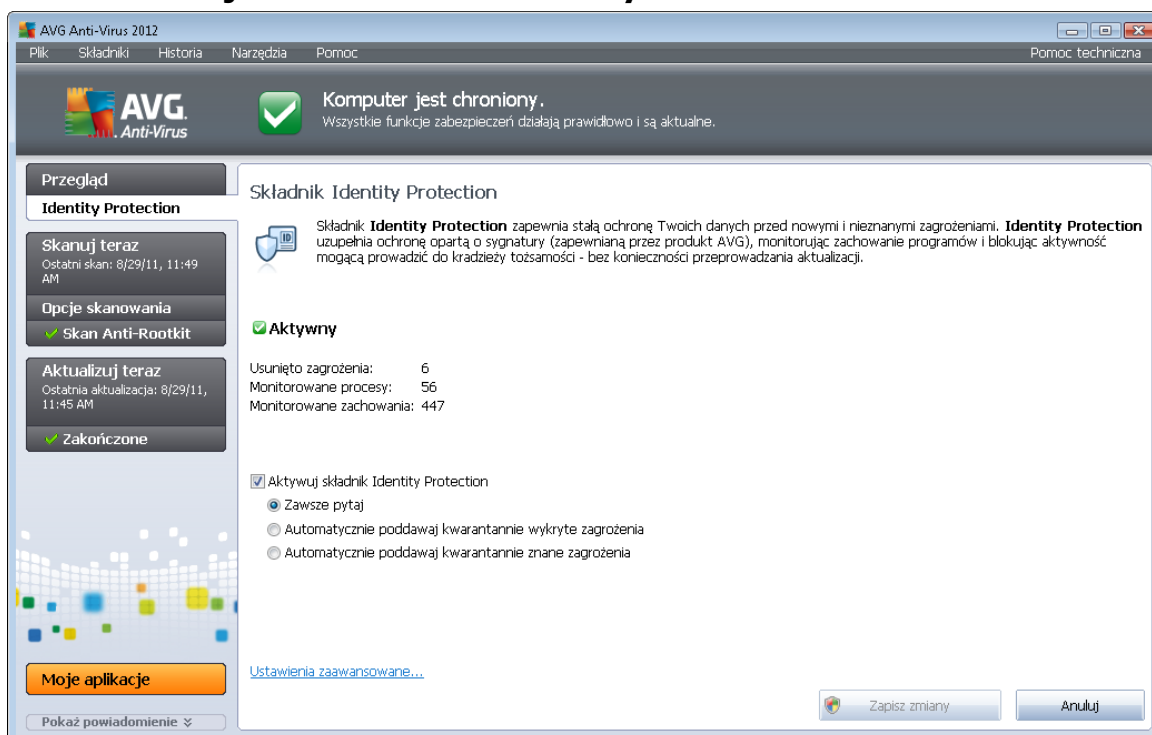 AVG Anti-Virus 2012
Plik Składniki Historia Narzędzia Pomoc Pomoc techniczna
AVG.
Anti-Virus
Komputer jest chroniony.
Wszystkie funkcje zabezpieczeń działają prawidłowo i są aktualne.
Przegląd
Identity Protection
Skanuj teraz
Ostatni skan: 8/29/11, 11:49
AM
Opcje skanowania
Skan Anti-Rootkit
Aktualizuj teraz
Ostatnia aktualizacja: 8/29/11,
11:45 AM
Zakończone
Moje aplikacje
Pokaż powiadomienie
Składnik Identity Protection
ID
Składnik Identity Protection zapewnia stałą ochronę Twoich danych przed nowymi i nieznanymi zagrożeniami. Identity Protection
uzupełnia ochronę opartą o sygnatury (zapewnianą przez produkt AVG), monitorując zachowanie programów i blokując aktywność
mogącą prowadzić do kradzieży tożsamości - bez konieczności przeprowadzania aktualizacji.
Aktywny
Usunięto zagrożenia: 6
Monitorowane procesy: 56
Monitorowane zachowania: 447
Aktywuj składnik Identity Protection
Zawsze pytaj
Automatycznie poddawaj kwarantannie wykryte zagrożenia
Automatycznie poddawaj kwarantannie znane zagrożenia
Ustawienia zaawansowane...
Zapisz zmiany
Anuluj